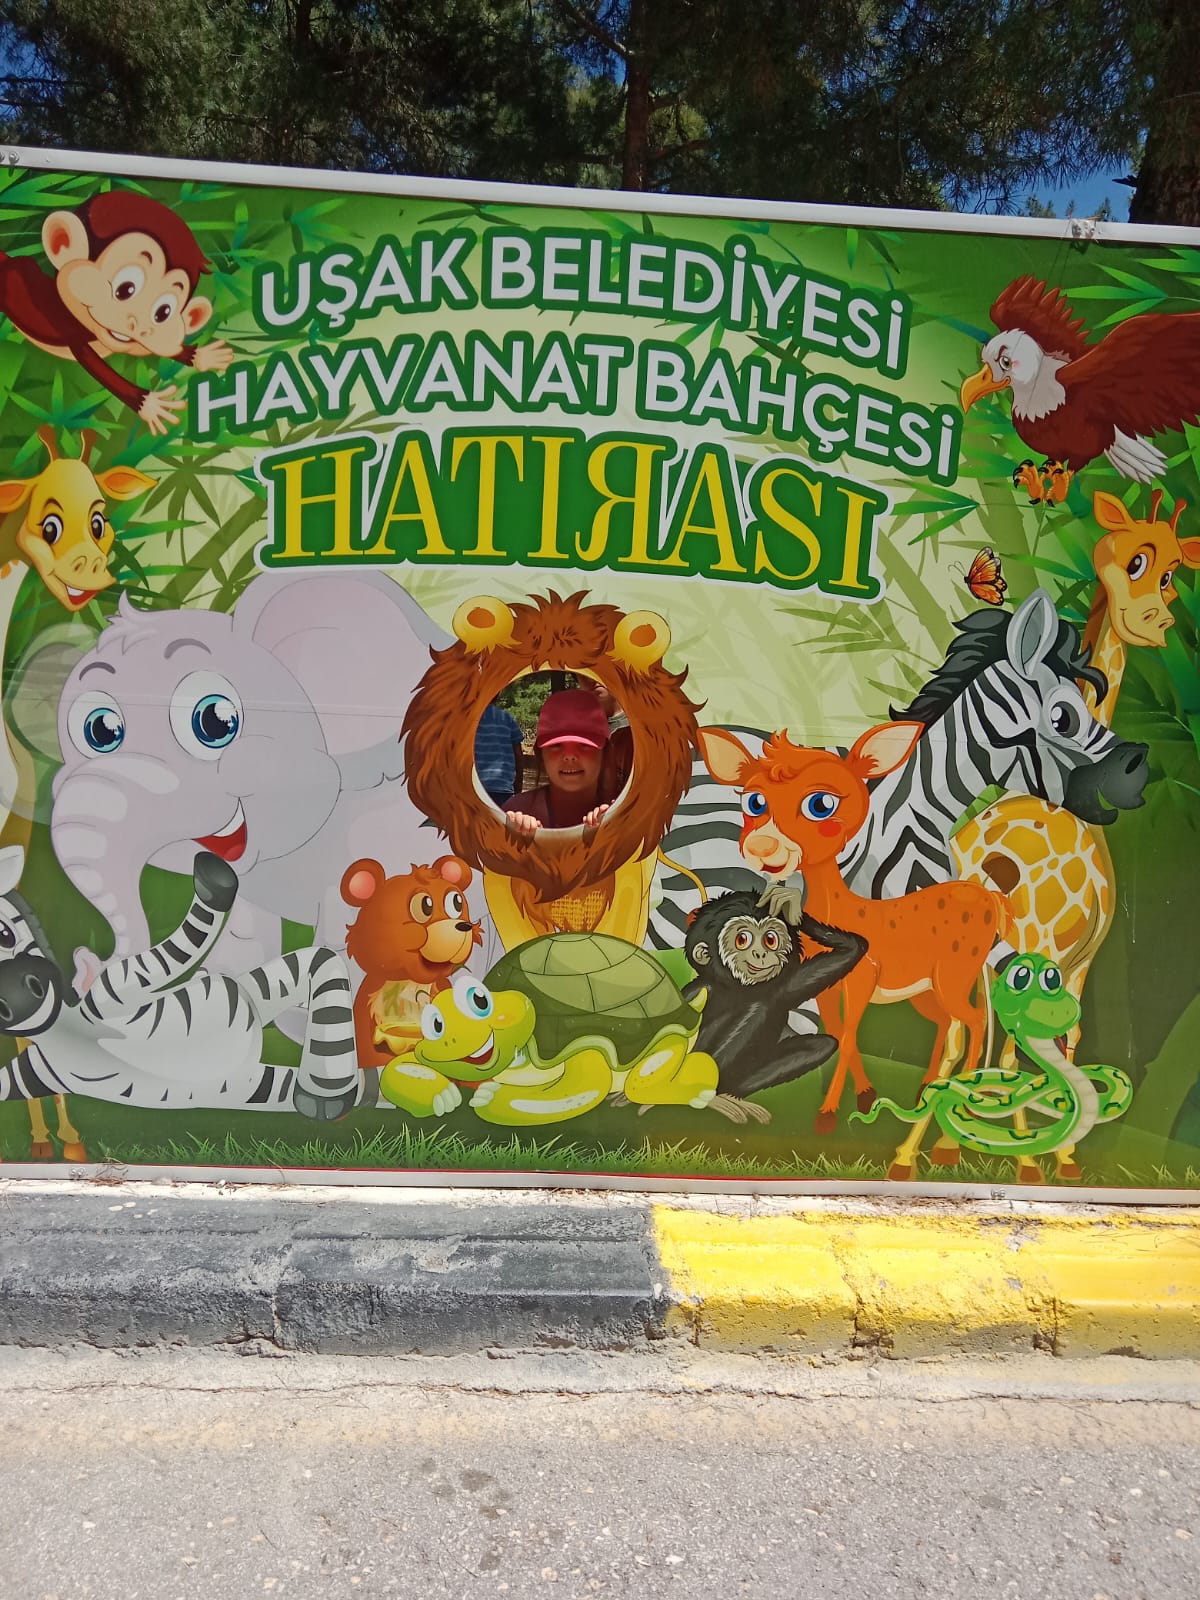 UŞAK BELEDİYESİ
HAYVANAT BAHÇESİ
HATIRASI